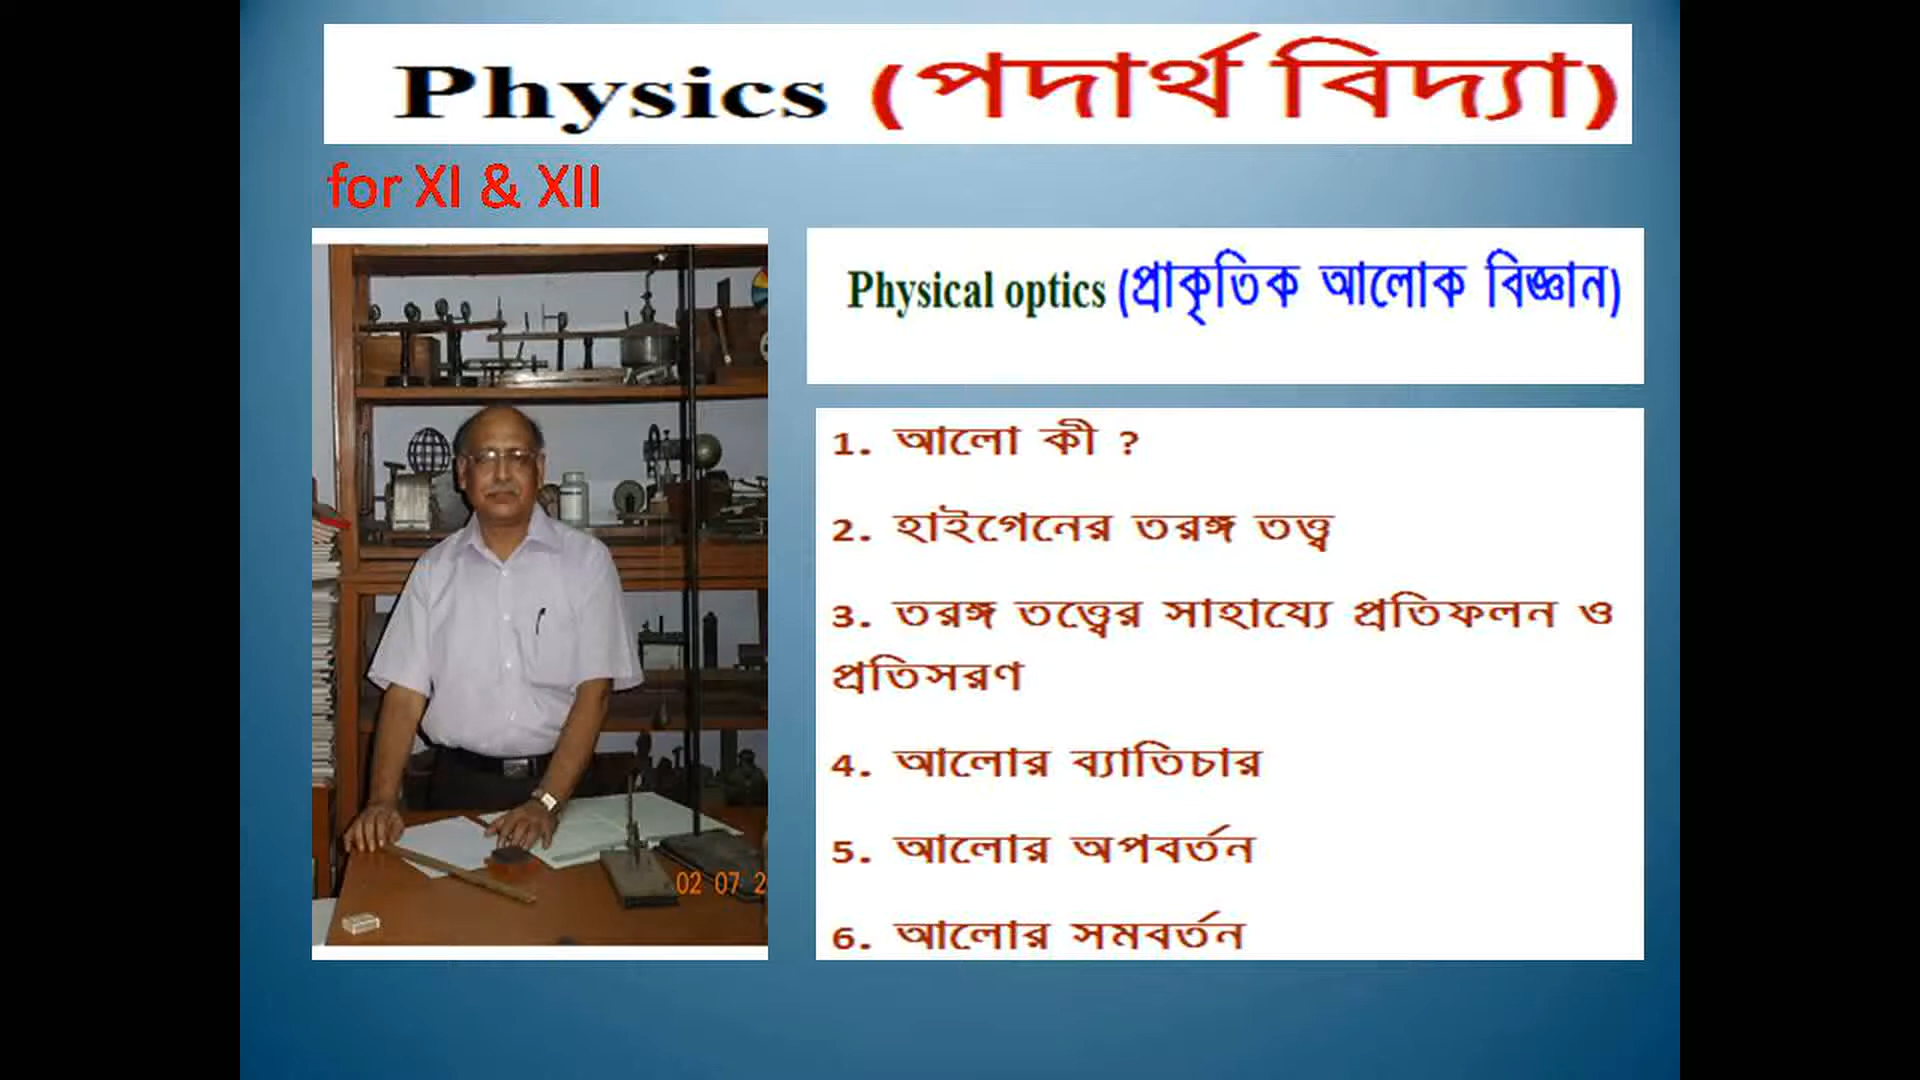 Physics (পদার্থ বিদ্যা)
for XI & XII
Physical optics (প্রাকৃতিক আলোক বিজ্ঞান)
1. আলো কী ?
2. হাইগেনের তরঙ্গ তত্ত্ব
3. তরঙ্গ তত্ত্বের সাহায্যে প্রতিফলন ও
প্রতিসরণ
4. আলোর ব্যাতিচার
5. আলোর অপবর্তন
6. আলোর সমবর্তন
02 07 2